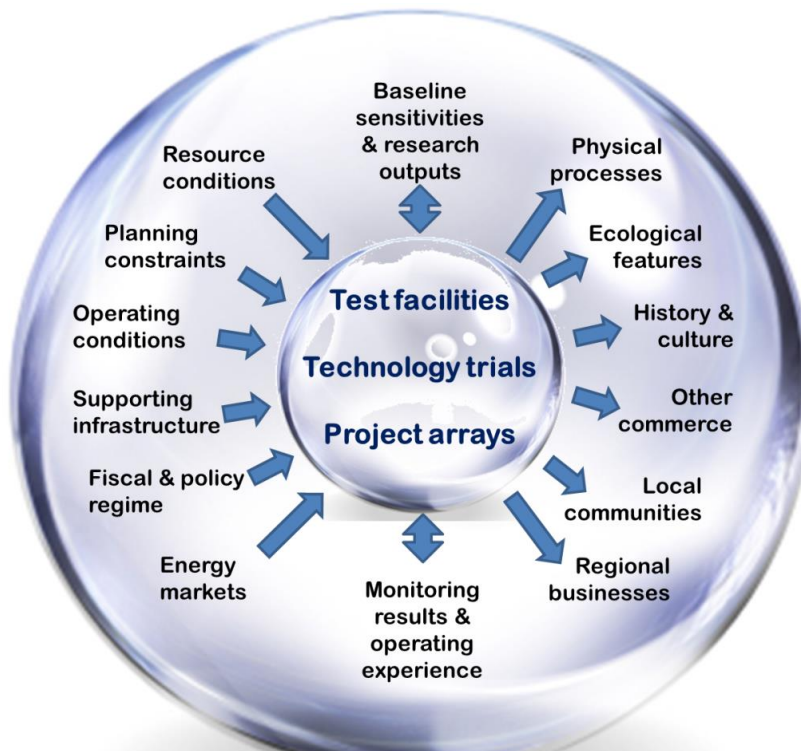 Baseline
sensitivities
& research
outputs
Resource
conditions
Planning
constraints
Operating
conditions
Supporting
infrastructure
Fiscal & policy
regime
Energy
markets
Test facilities
Technology trials
Project arrays
Physical
processes
Ecological
features
History &
culture
Other
commerce
Local
communities
Regional
businesses
Monitoring
results &
operating
experience